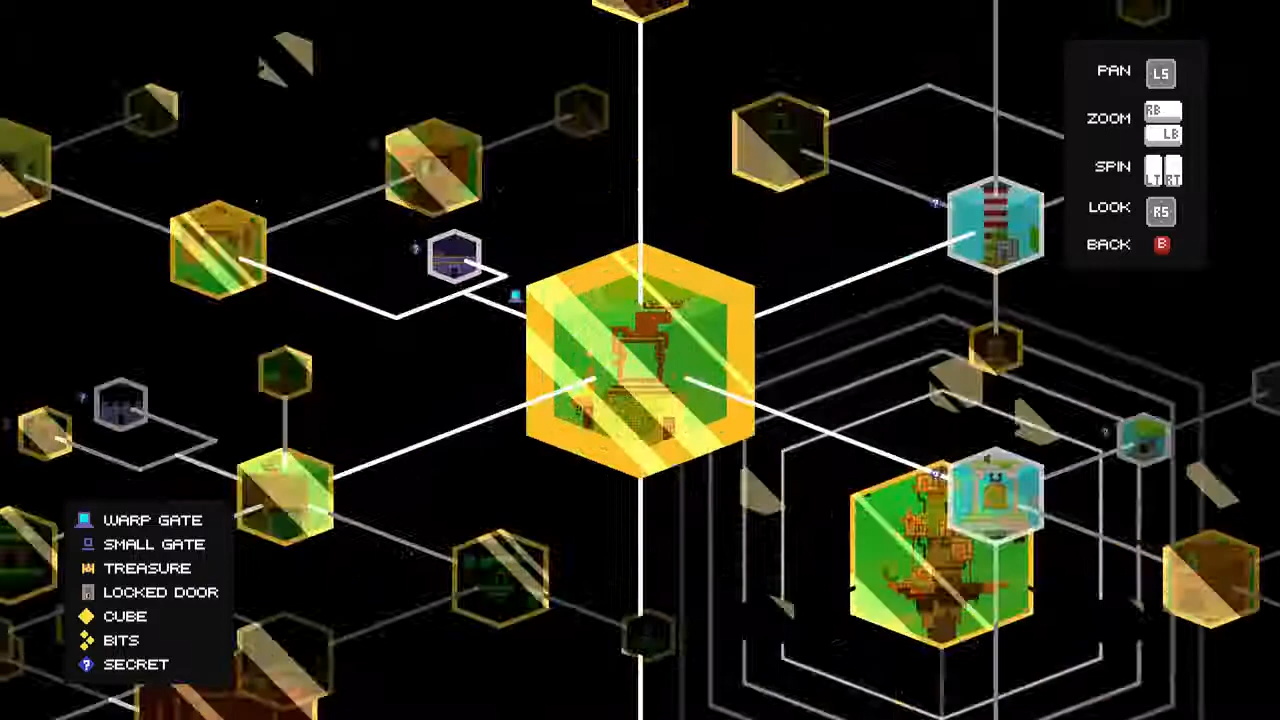 PAN LS
ZOOM RB
LB
SPIN LT RT
LOOK RS
BACK B
WARP GATE
SMALL GATE
TREASURE
LOCKED DOOR
CUBE
BITS
? SECRET